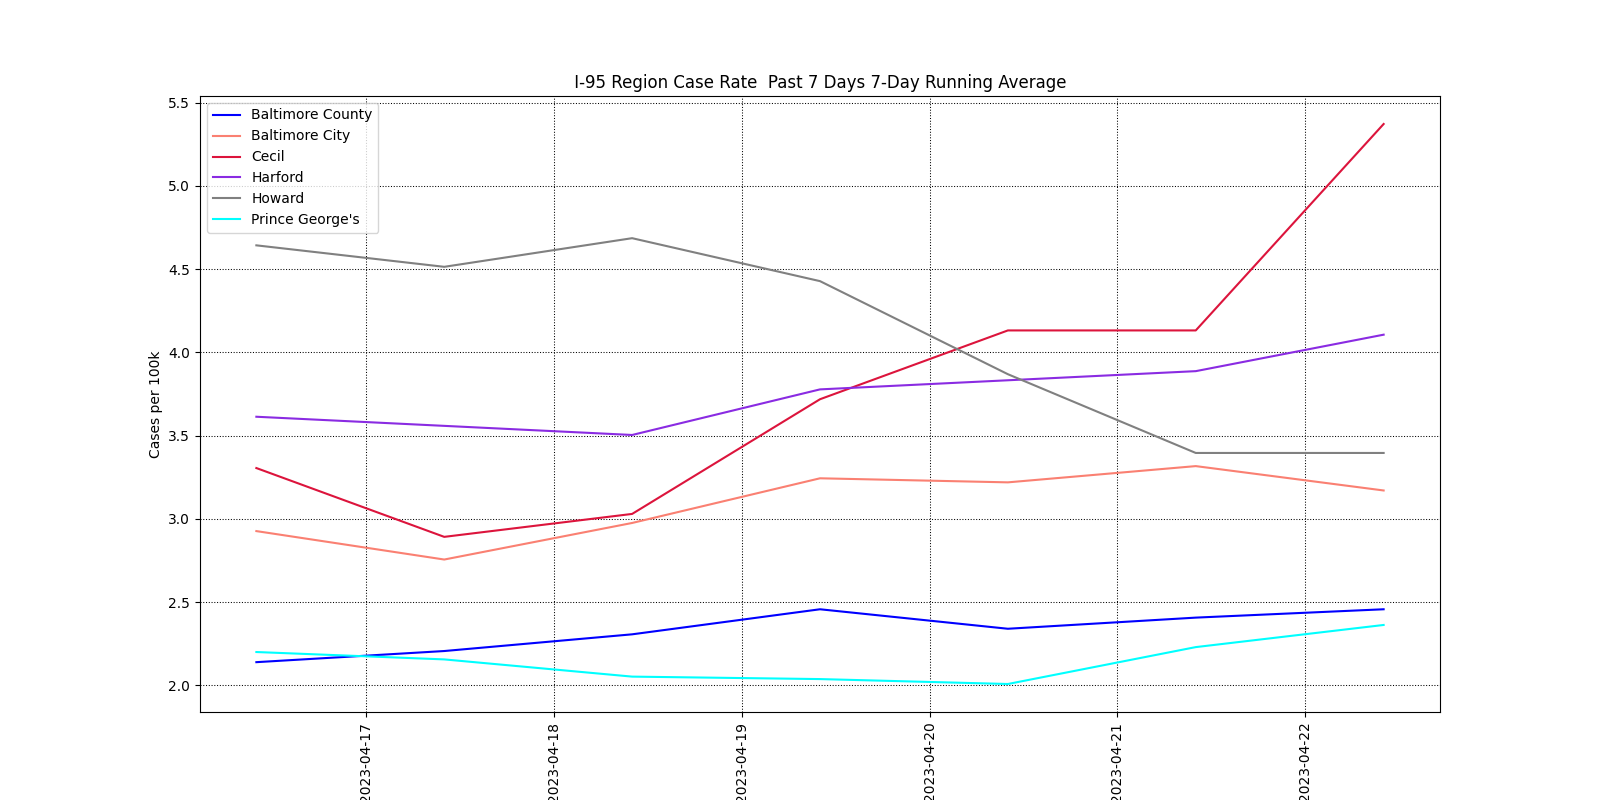 I-95 Region Case Rate  Past 7 Days 7-Day Running Average
Baltimore County
Baltimore City
Cecil
Harford
Howard
Prince George's
Cases per 100k
5.5
5.0
4.5
4.0
3.5
3.0
2.5
2.0
2023-04-17
2023-04-18
2023-04-19
2023-04-20
2023-04-21
2023-04-22